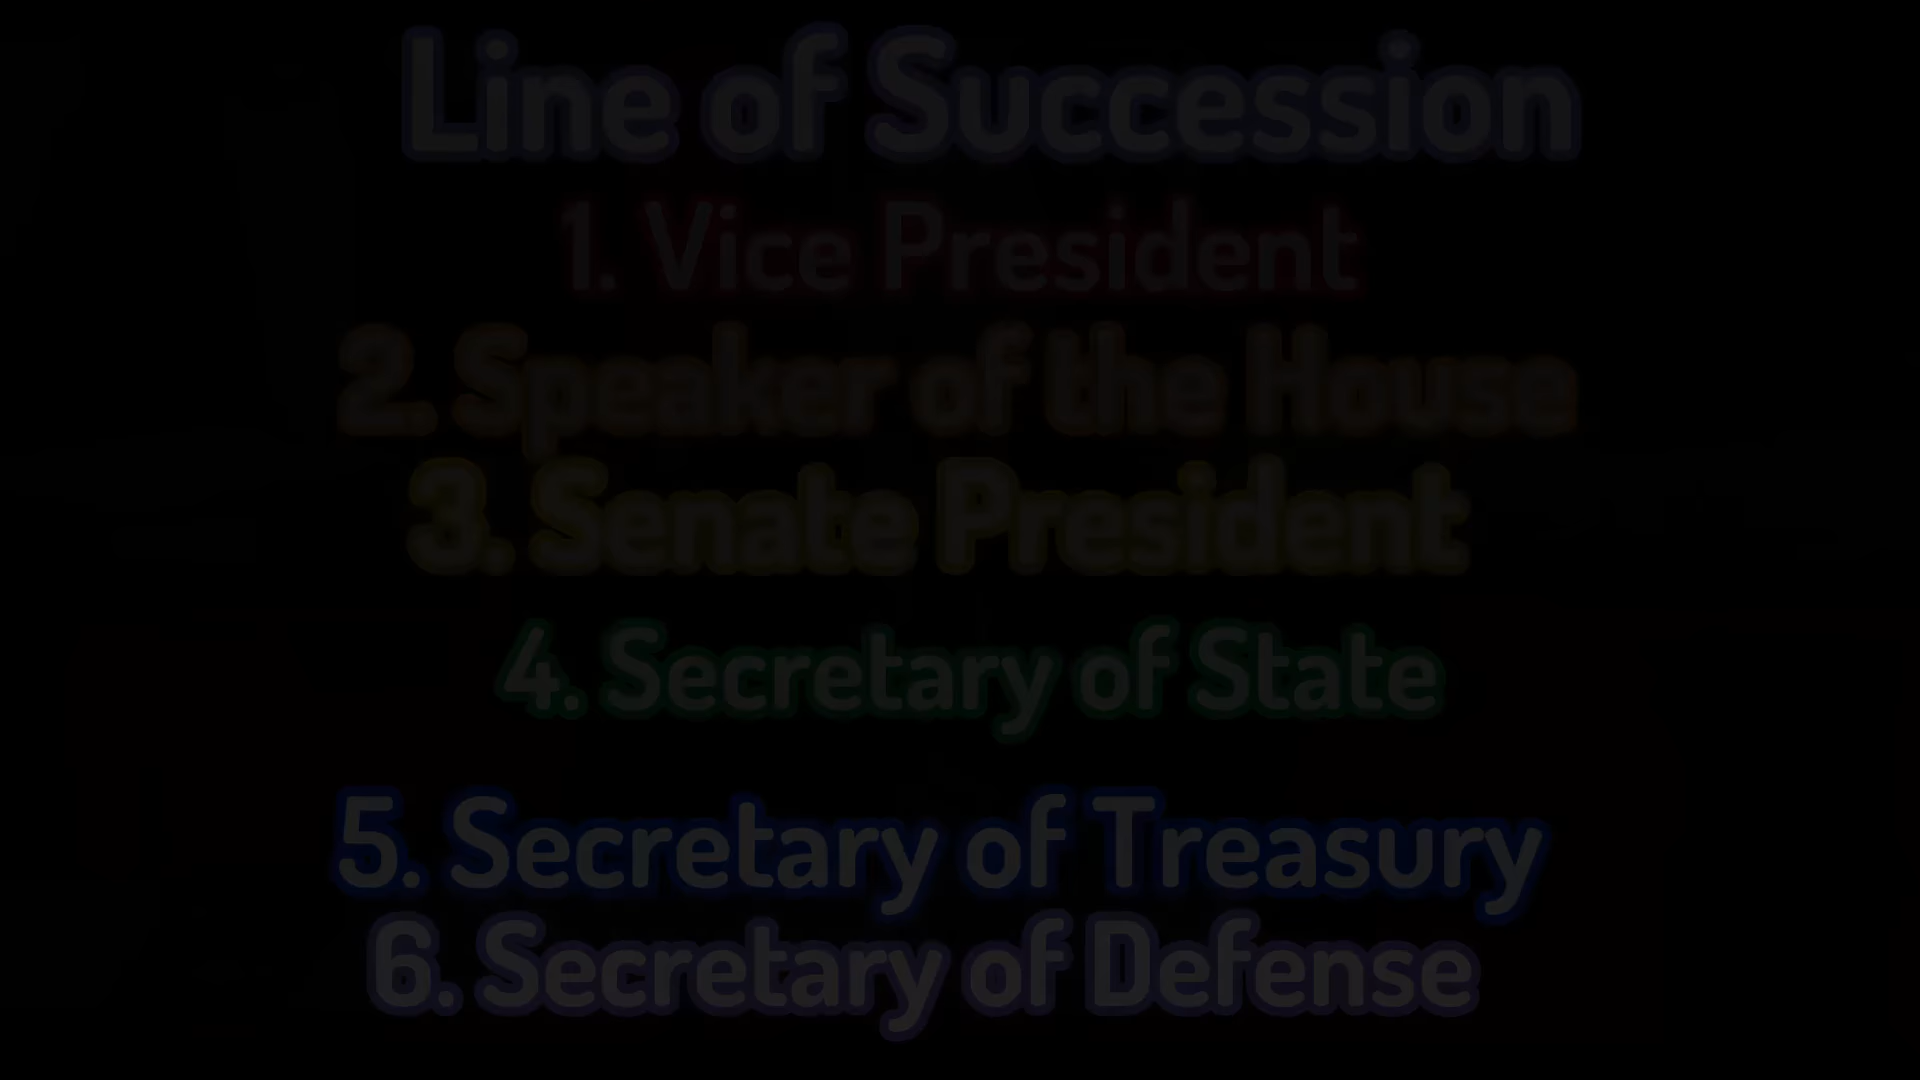 Line of Succession
1. Vice President
2. Speaker of the House
3. Senate President
4. Secretary of State
5. Secretary of Treasury
6. Secretary of Defense